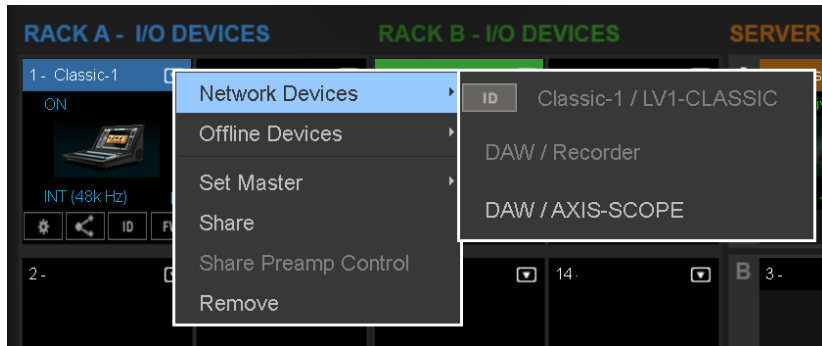 RACK A - I/O DEVICES
RACK B - I/O DEVICES
SERVER
1 - Classic-1
ON
INT (48k Hz)
ID
2 -
Network Devices
Offline Devices
Set Master
Share
Share Preamp Control
Remove
ID
Classic-1 / LV1-CLASSIC
DAW / Recorder
DAW / AXIS-SCOPE
14 -
B
3 -